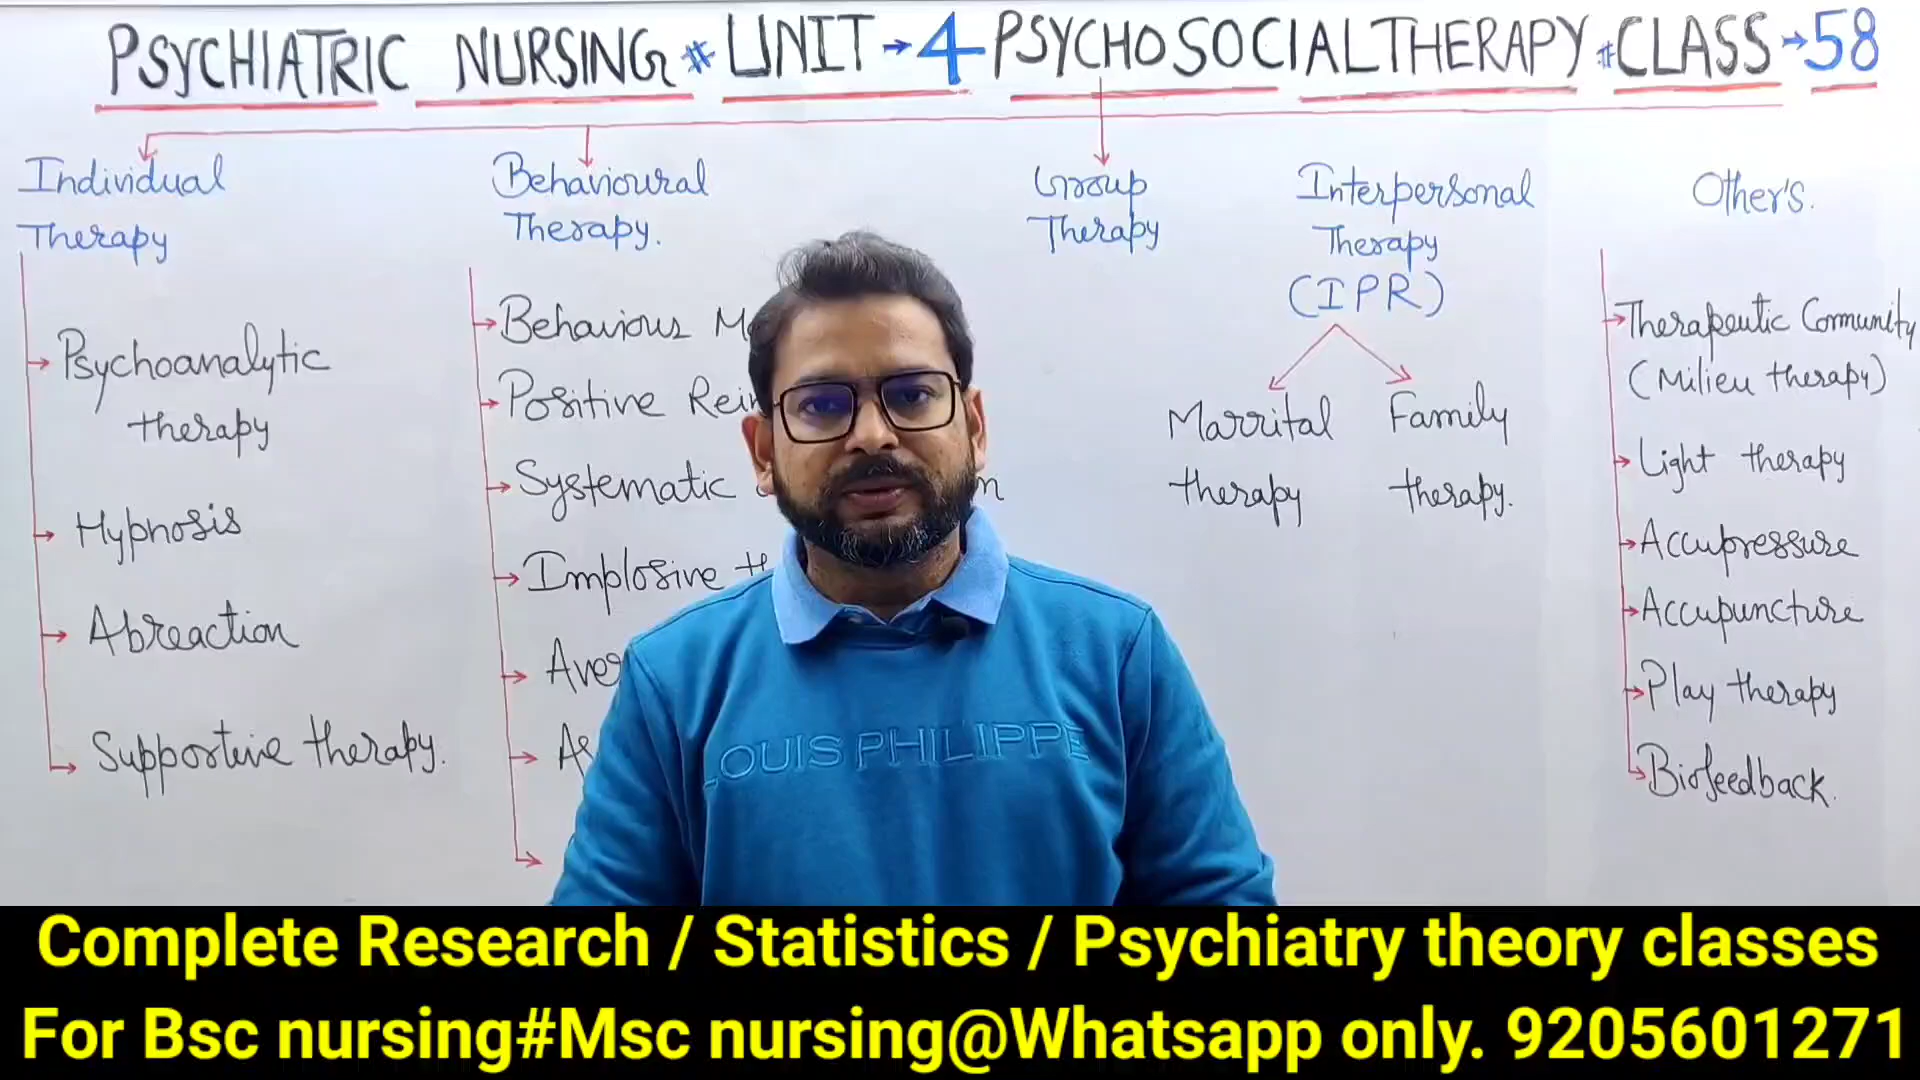 PSYCHIATRIC NURSING # UNIT → 4 PSYCHOSOCIAL THERAPY # CLASS → 58
Individual
Therapy
Psychoanalytic
therapy
Hypnosis
Abreaction
Supportive therapy.
Behavioural
Therapy.
Behaviour
Positive
Systematic
Implosive
Group
Therapy
Interpersonal
Therapy
(IPR)
Marrital
therapy
Family
therapy.
Other's.
Therapeutic Community
(Milieu therapy)
Light therapy
Accupressure
Accupuncture
Play therapy
Biofeedback.
LOUIS PHILIPPE
Complete Research / Statistics / Psychiatry theory classes
For Bsc nursing#Msc nursing@Whatsapp only. 9205601271